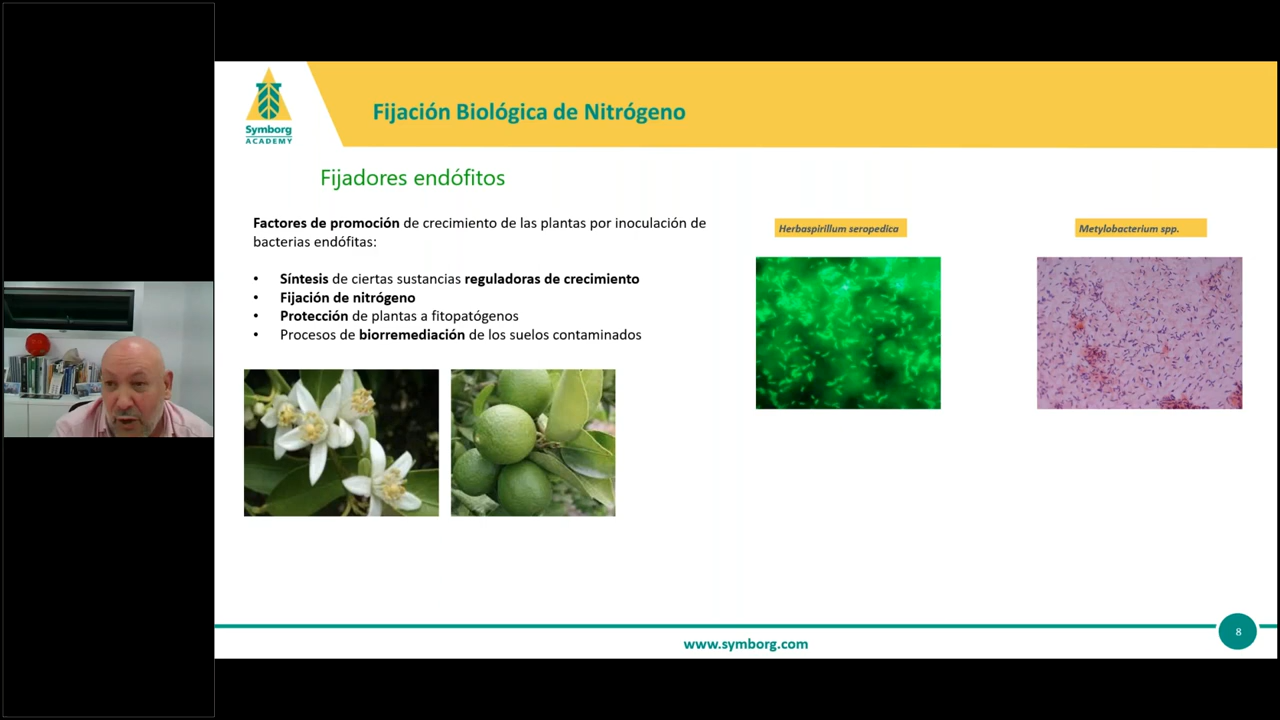 Symborg
ACADEMY
Fijación Biológica de Nitrógeno
Fijadores endófitos
Factores de promoción de crecimiento de las plantas por inoculación de
bacterias endófitas:
• Síntesis de ciertas sustancias reguladoras de crecimiento
• Fijación de nitrógeno
• Protección de plantas a fitopatógenos
• Procesos de biorremediación de los suelos contaminados
Herbaspirillum seropedica
Metylobacterium spp.
www.symborg.com
8